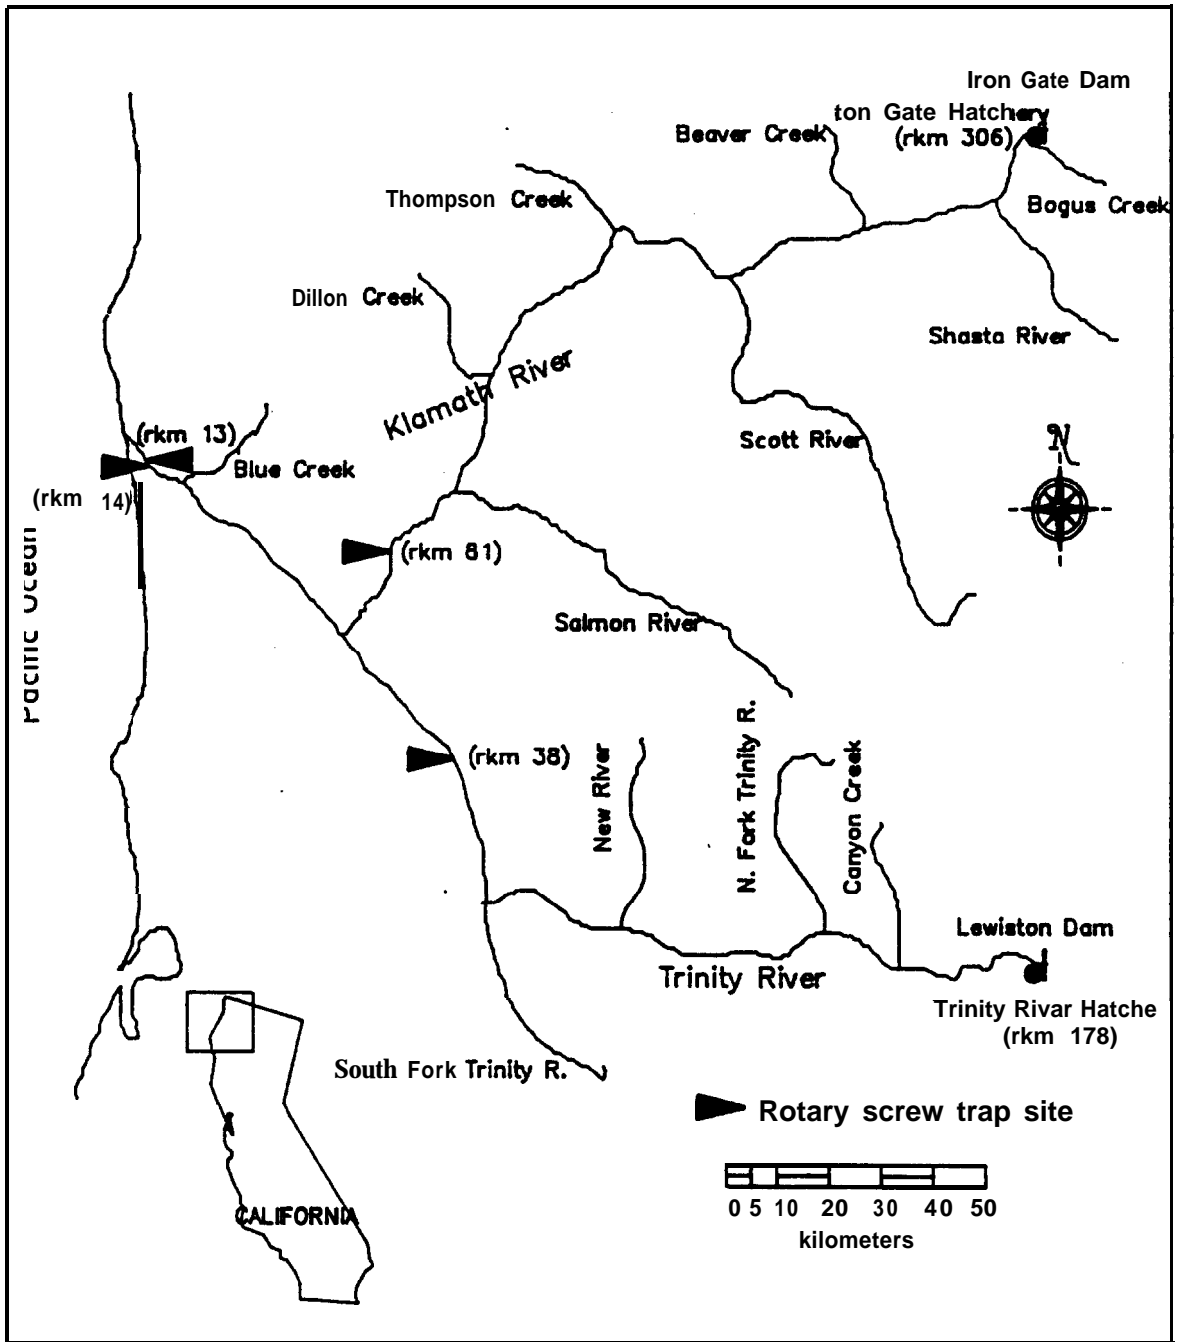 Iron Gate Dam
ton Gate Hatchery
(rkm 306)
Beaver Creek
Thompson Creek
Bogus Creek
Dillon Creek
Shasta River
Klamath River
(rkm 13)
Scott River
N
Blue Creek
(rkm 14)
Pacific Ocean
(rkm 81)
Salmon River
(rkm 38)
New River
N. Fork Trinity R.
Canyon Creek
Lewiston Dam
Trinity River
Trinity Rivar Hatche
(rkm 178)
South Fork Trinity R.
Rotary screw trap site
0 5 10 20 30 40 50
kilometers
CALIFORNIA